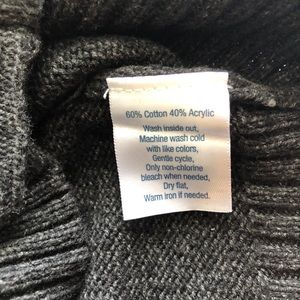 60% Cotton 40% Acrylic
Wash inside out,
Machine wash cold
with like colors,
Gentle cycle,
Only non-chlorine
bleach when needed,
Dry flat,
Warm iron if needed.